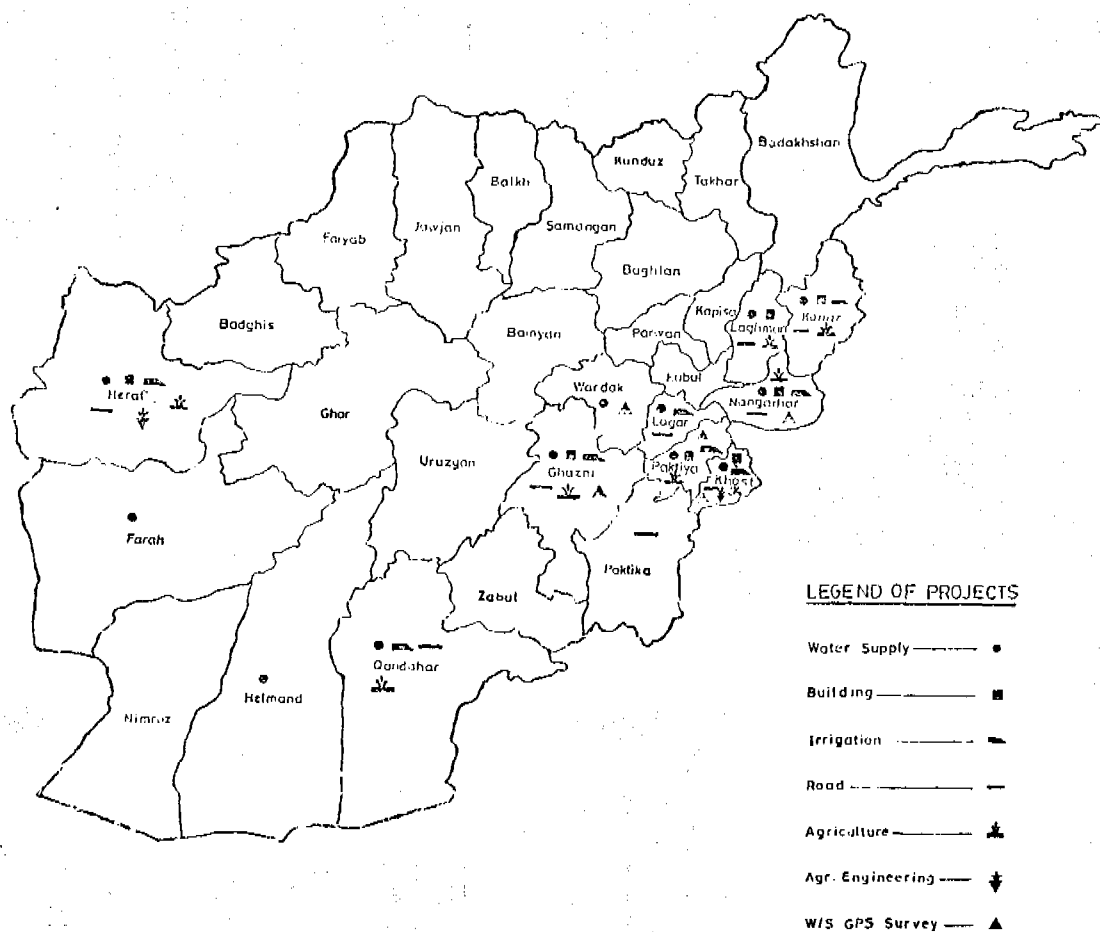 Badakhshan
Kunduz
Takhar
Balkh
Jawjan
Samangan
Faryab
Baghlan
Badghis
Bamyan
Kapisa
Laghman
Kunar
Parwan
Kabul
Wardak
Herat
Ghor
Logar
Nangarhar
Uruzgan
Ghazni
Paktiya
Khost
Farah
Paktika
Zabul
Qandahar
Helmand
Nimroz
LEGEND OF PROJECTS
Water Supply
Building
Irrigation
Road
Agriculture
Agr. Engineering
W/S GPS Survey